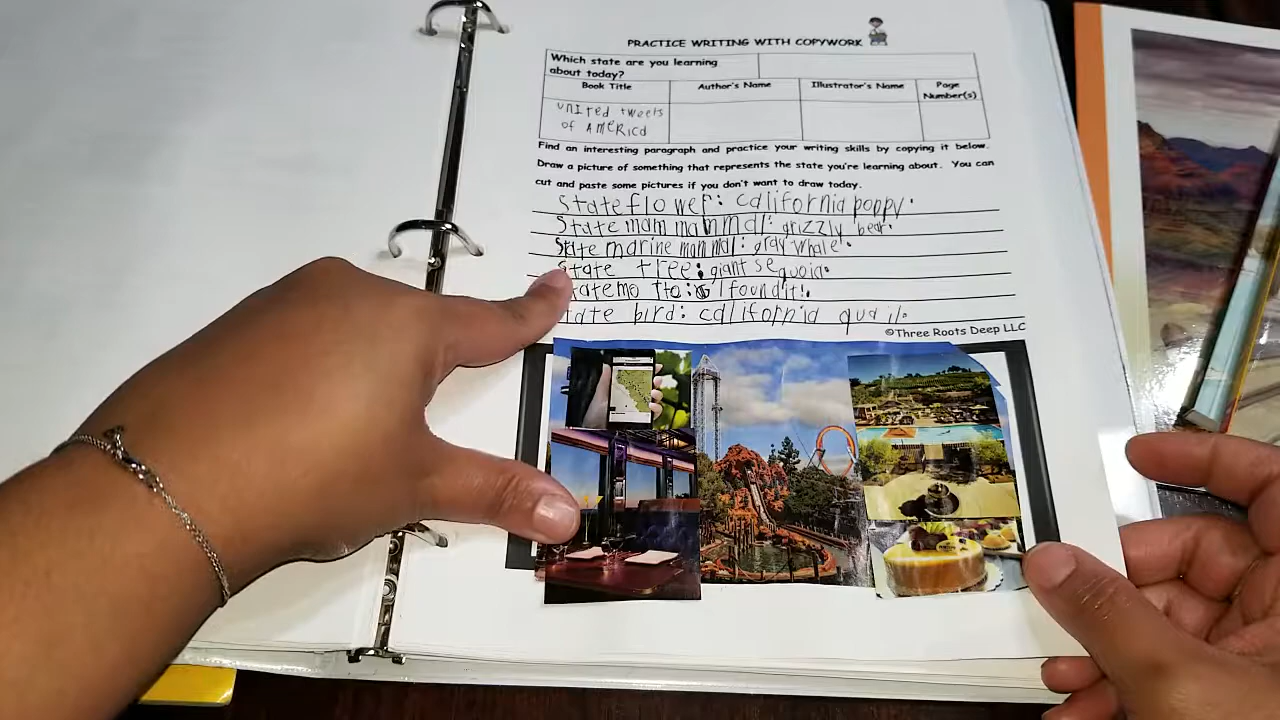 PRACTICE WRITING WITH COPYWORK
Which state are you learning
about today?
Book Title Author's Name Illustrator's Name Page
Number(s)
UNITed tweets
of AMeRica
Find an interesting paragraph and practice your writing skills by copying it below.
Draw a picture of something that represents the state you're learning about. You can
cut and paste some pictures if you don't want to draw today.
State flower: california poppy.
State mam mammal: grizzly bear.
State marine mammal: gray whale.
State tree: giant sequoia.
State motto: I found it!.
State bird: california quail.
©Three Roots Deep LLC